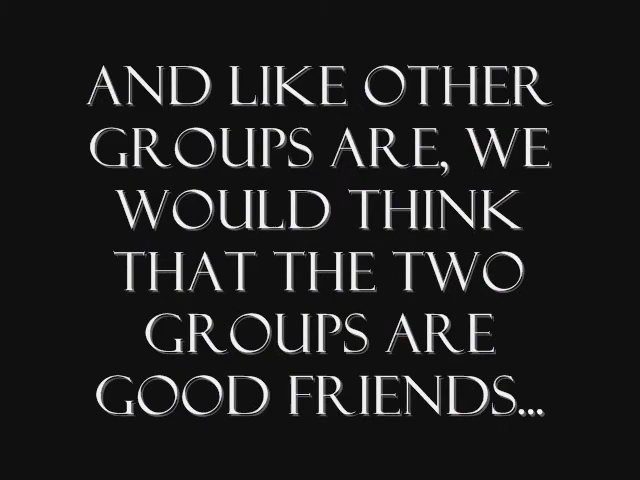 AND LIKE OTHER
GROUPS ARE, WE
WOULD THINK
THAT THE TWO
GROUPS ARE
GOOD FRIENDS...